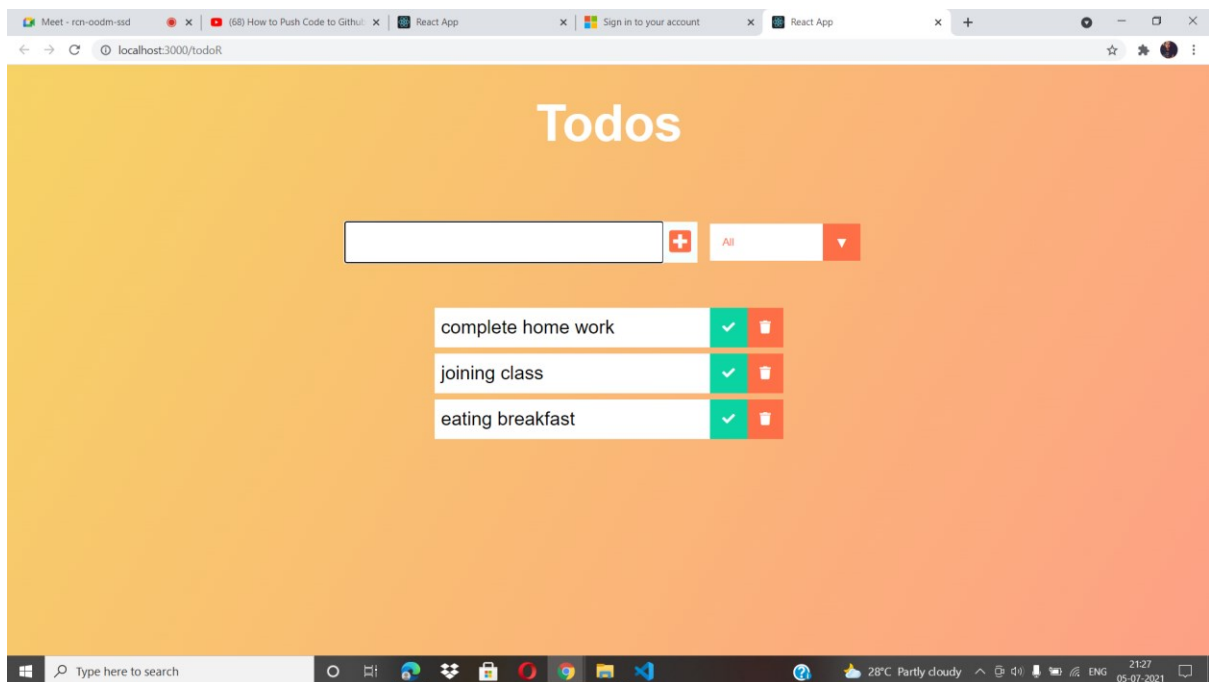 Meet - rcn-oodm-ssd
(68) How to Push Code to Github
React App
Sign in to your account
React App
localhost:3000/todoR
Todos
All
complete home work
joining class
eating breakfast
Type here to search
28°C Partly cloudy
ENG
21:27
05-07-2021